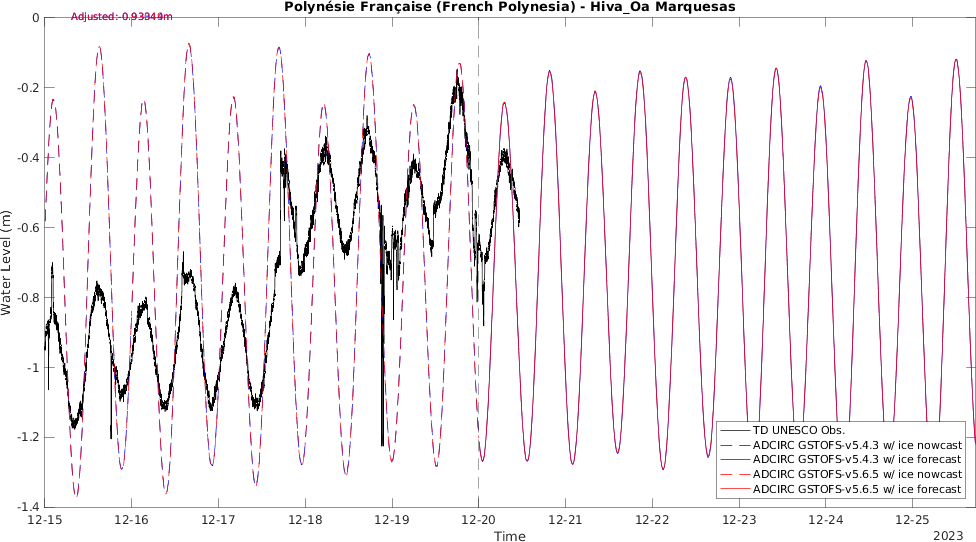 Polynésie Française (French Polynesia) - Hiva_Oa Marquesas
Adjusted:
0
-0.2
-0.4
-0.6
-0.8
-1
-1.2
-1.4
Water Level (m)
TD UNESCO Obs.
ADCIRC GSTOFS-v5.4.3 w/ ice nowcast
ADCIRC GSTOFS-v5.4.3 w/ ice forecast
ADCIRC GSTOFS-v5.6.5 w/ ice nowcast
ADCIRC GSTOFS-v5.6.5 w/ ice forecast
12-15 12-16 12-17 12-18 12-19 12-20 12-21 12-22 12-23 12-24 12-25
Time
2023